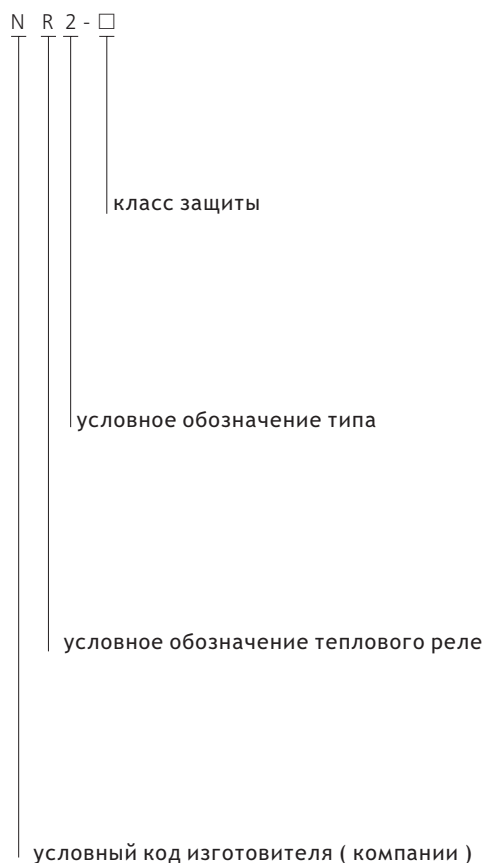 N R 2 - □
класс защиты
условное обозначение типа
условное обозначение теплового реле
условный код изготовителя ( компании )